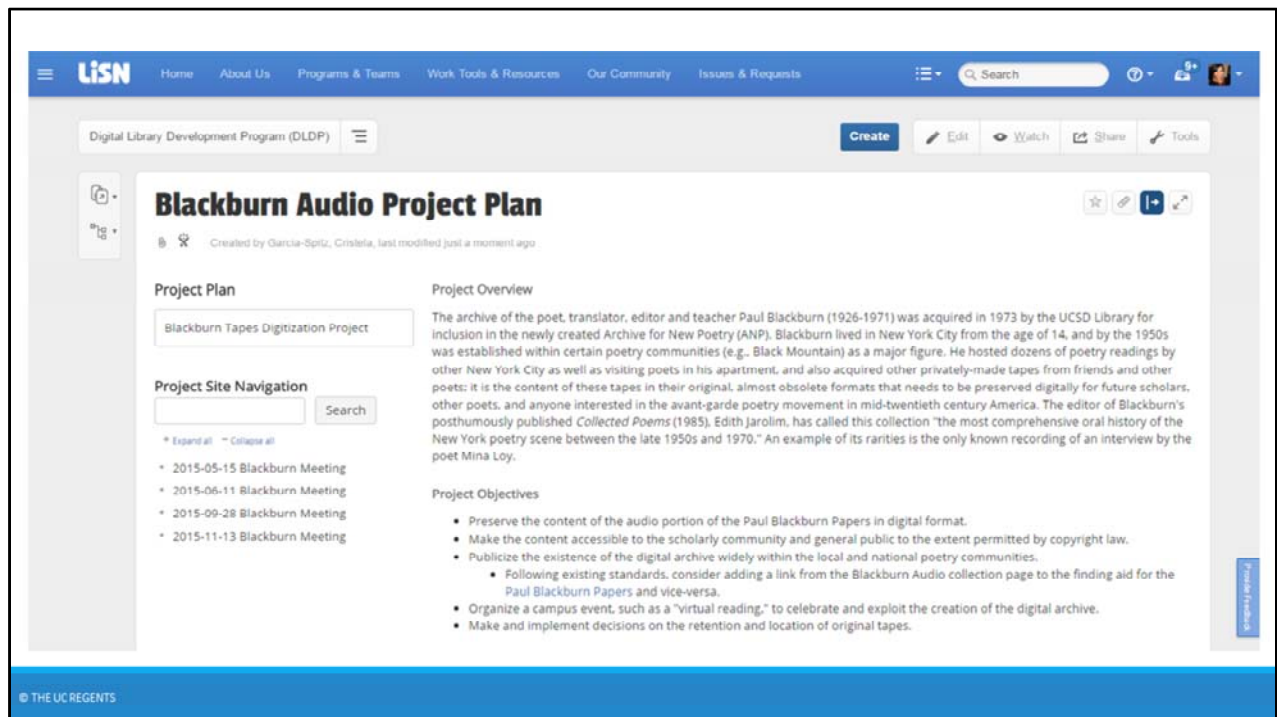 LiSN Home About Us Programs & Teams Work Tools & Resources Our Community Issues & Requests Search 9+
Digital Library Development Program (DLDP) Create Edit Watch Share Tools
Blackburn Audio Project Plan
Created by Garcia-Spitz, Cristela, last modified just a moment ago
Project Plan
Blackburn Tapes Digitization Project
Project Site Navigation
Search
Expand all Collapse all
2015-05-15 Blackburn Meeting
2015-06-11 Blackburn Meeting
2015-09-28 Blackburn Meeting
2015-11-13 Blackburn Meeting
Project Overview
The archive of the poet, translator, editor and teacher Paul Blackburn (1926-1971) was acquired in 1973 by the UCSD Library for
inclusion in the newly created Archive for New Poetry (ANP). Blackburn lived in New York City from the age of 14, and by the 1950s
was established within certain poetry communities (e.g., Black Mountain) as a major figure. He hosted dozens of poetry readings by
other New York City as well as visiting poets in his apartment, and also acquired other privately-made tapes from friends and other
poets; it is the content of these tapes in their original, almost obsolete formats that needs to be preserved digitally for future scholars,
other poets, and anyone interested in the avant-garde poetry movement in mid-twentieth century America. The editor of Blackburn's
posthumously published Collected Poems (1985), Edith Jarolim, has called this collection "the most comprehensive oral history of the
New York poetry scene between the late 1950s and 1970." An example of its rarities is the only known recording of an interview by the
poet Mina Loy.
Project Objectives
• Preserve the content of the audio portion of the Paul Blackburn Papers in digital format.
• Make the content accessible to the scholarly community and general public to the extent permitted by copyright law.
• Publicize the existence of the digital archive widely within the local and national poetry communities.
• Following existing standards, consider adding a link from the Blackburn Audio collection page to the finding aid for the
Paul Blackburn Papers and vice-versa.
• Organize a campus event, such as a "virtual reading," to celebrate and exploit the creation of the digital archive.
• Make and implement decisions on the retention and location of original tapes.
Provide Feedback
© THE UC REGENTS